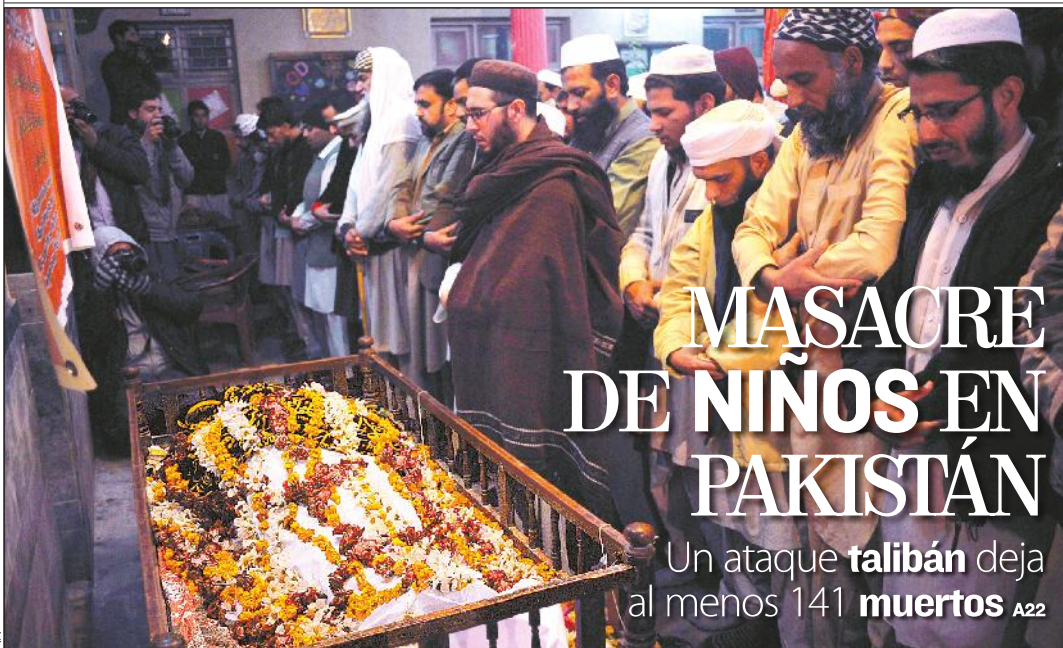 MASACRE
DE NIÑOS EN
PAKISTÁN
Un ataque talibán deja
al menos 141 muertos A22